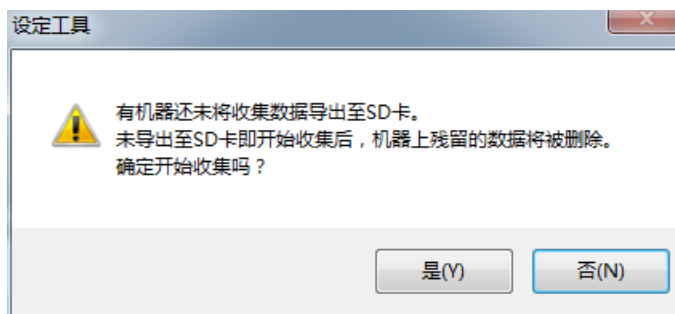 设定工具
有机器还未将收集数据导出至SD卡。
未导出至SD卡即开始收集后，机器上残留的数据将被删除。
确定开始收集吗？
是(Y)
否(N)